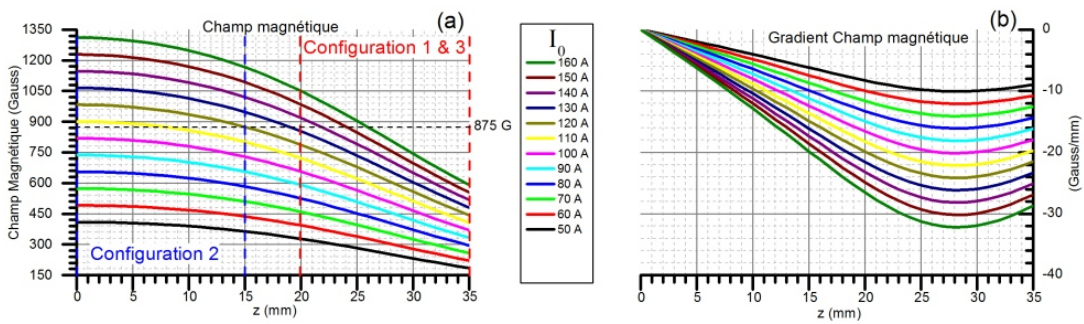 Champ magnétique
(a)
Configuration 1 & 3
Champ Magnétique (Gauss)
1350
1200
1050
900
750
600
450
300
150
875 G
Configuration 2
0 5 10 15 20 25 30 35
z (mm)
I0
160 A
150 A
140 A
130 A
120 A
110 A
100 A
90 A
80 A
70 A
60 A
50 A
(b)
Gradient Champ magnétique
0
-10
-20
-30
-40
(Gauss/mm)
0 5 10 15 20 25 30 35
z (mm)